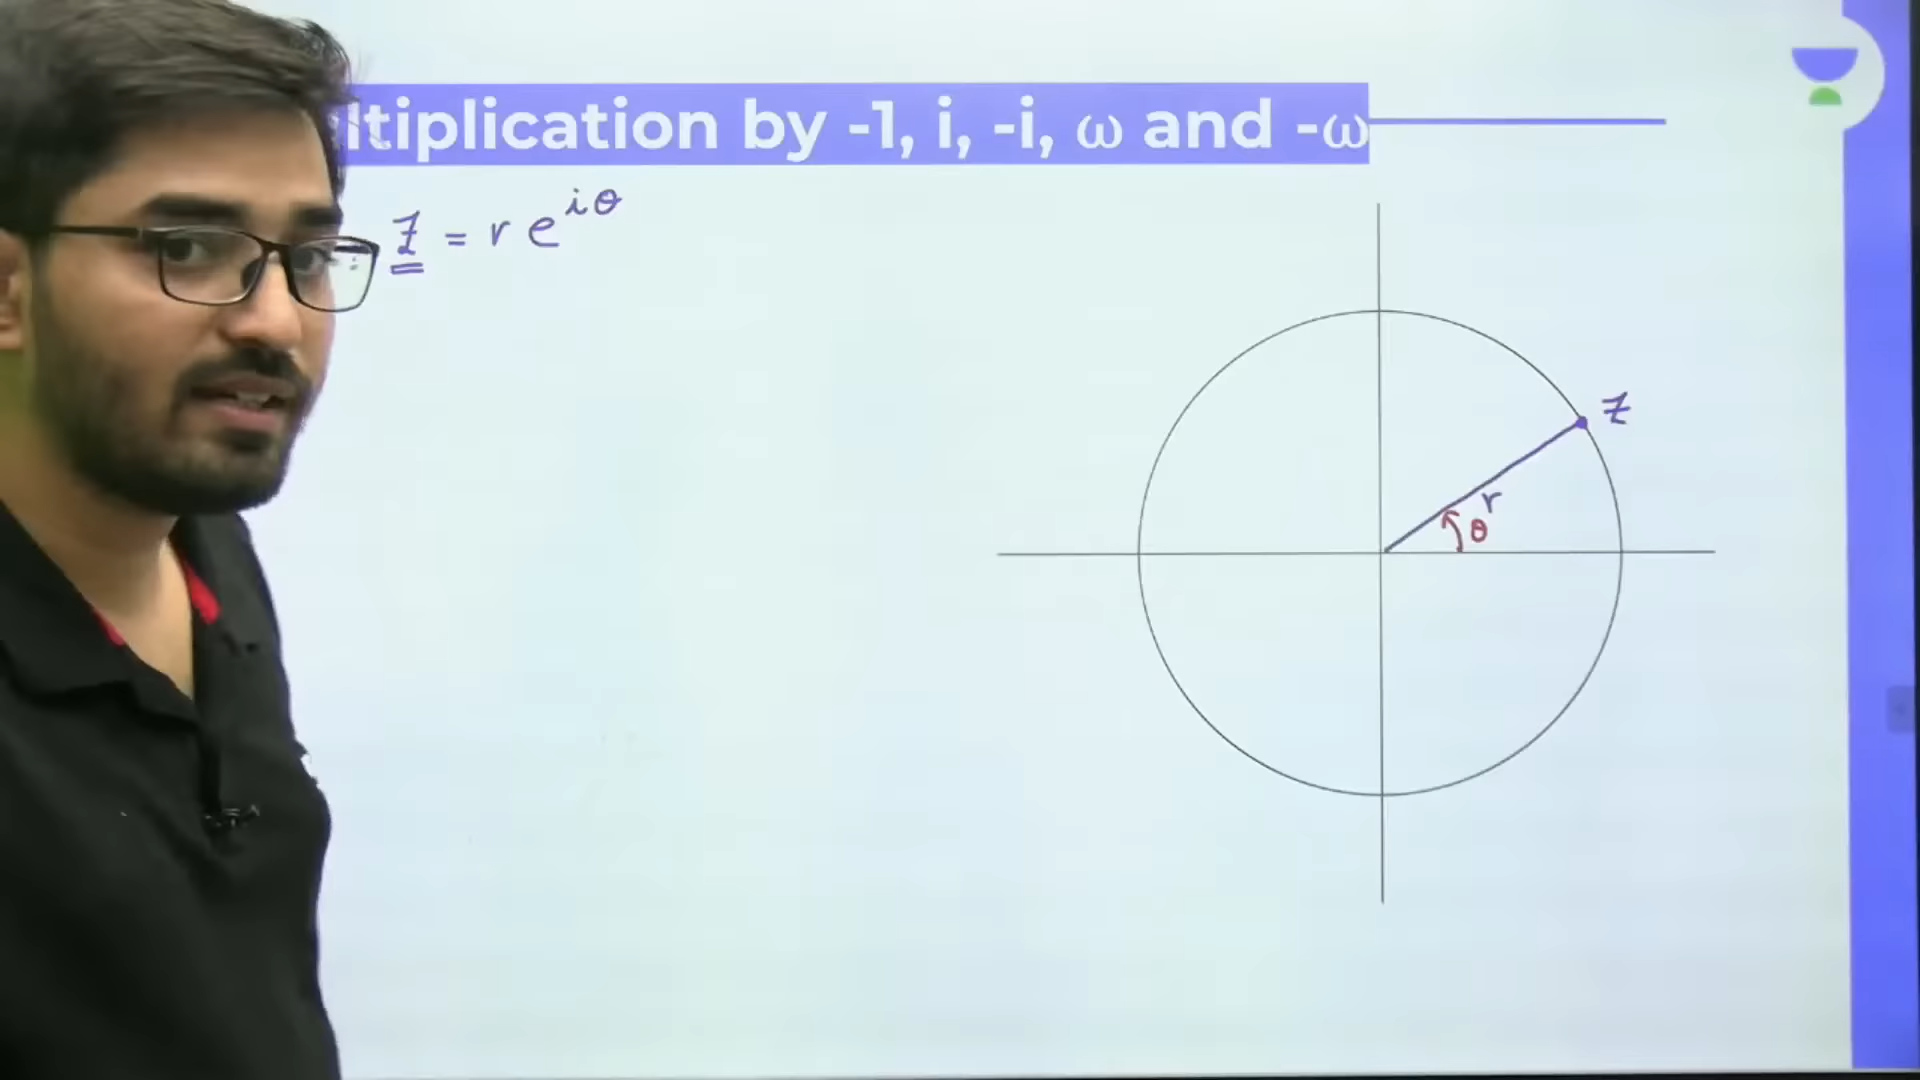 ltiplication by -1, i, -i, ω and -ω
z = r e^{iθ}
z
r
θ